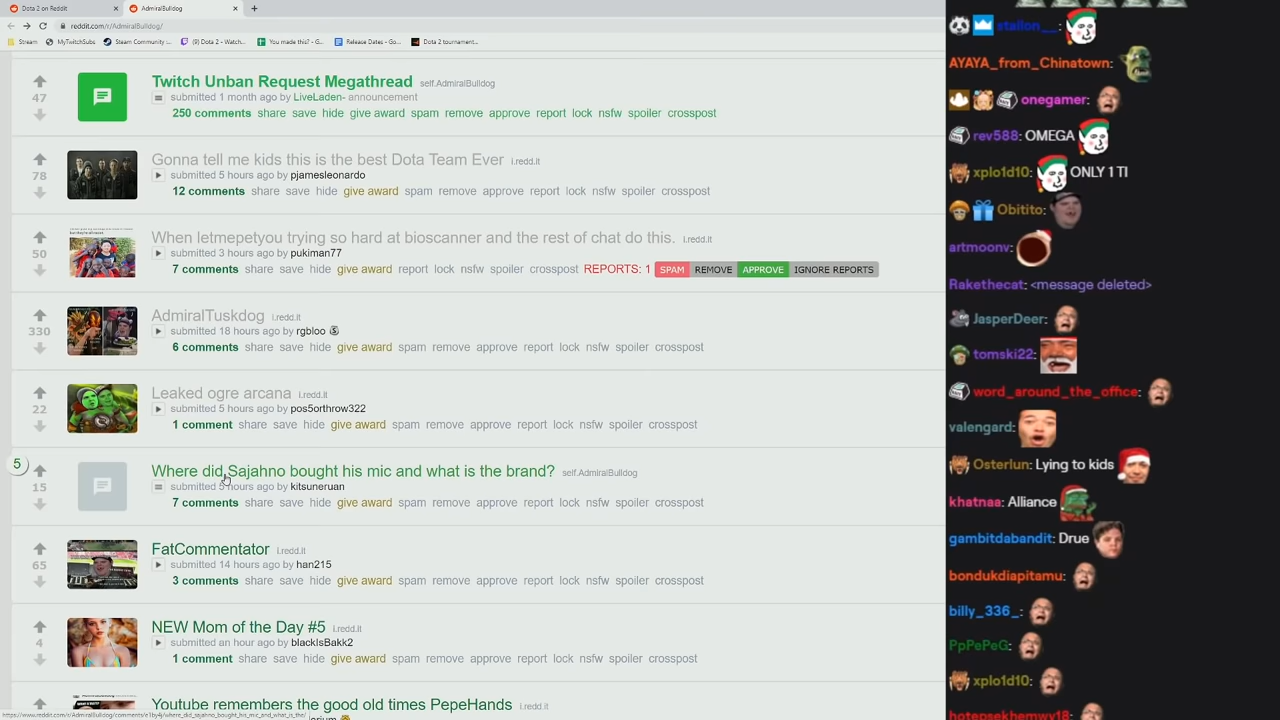 Dota 2 on Reddit
AdmiralBulldog
reddit.com/r/AdmiralBulldog/
Stream
MyTwitchSubs
Steam Community :...
(0) Dota 2 - Watch...
You made this? - G...
Release Dates - Go...
Dota 2 tournament...
Twitch Unban Request Megathread self.AdmiralBulldog
47
submitted 1 month ago by LiveLaden- announcement
250 comments share save hide give award spam remove approve report lock nsfw spoiler crosspost
Gonna tell me kids this is the best Dota Team Ever i.redd.it
78
submitted 5 hours ago by
12 comments share save hide give award spam remove approve report lock nsfw spoiler crosspost
When letmepetyou trying so hard at bioscanner and the rest of chat do this. i.redd.it
50
submitted 3 hours ago by pukiman77
7 comments share save hide give award report lock nsfw spoiler crosspost REPORTS: 1 SPAM REMOVE APPROVE IGNORE REPORTS
AdmiralTuskdog i.redd.it
330
submitted 18 hours ago by rgbloo
6 comments share save hide give award spam remove approve report lock nsfw spoiler crosspost
Leaked ogre arcana i.redd.it
22
submitted 5 hours ago by pos5orthrow322
1 comment share save hide give award spam remove approve report lock nsfw spoiler crosspost
5
Where did Sajahno bought his mic and what is the brand? self.AdmiralBulldog
15
submitted hours ago by kitsuneruan
7 comments share save hide give award spam remove approve report lock nsfw spoiler crosspost
FatCommentator i.redd.it
65
submitted 14 hours ago by han215
3 comments share save hide give award spam remove approve report lock nsfw spoiler crosspost
NEW Mom of the Day #5 i.redd.it
4
submitted an hour ago by blackIsBakk2
1 comment share save hide give award spam remove approve report lock nsfw spoiler crosspost
Youtube remembers the good old times PepeHands i.redd.it
stallon__:
AYAYA_from_Chinatown:
onegamer:
rev588: OMEGA
xplo1d10: ONLY 1 TI
Obitito:
artmoonv:
Rakethecat: <message deleted>
JasperDeer:
tomski22:
word_around_the_office:
valengard:
Osterlun: Lying to kids
khatnaa: Alliance
gambitdabandit: Drue
bondukdiapitamu:
billy_336_:
PpPePeG:
xplo1d10:
hotepsekhemwy18: